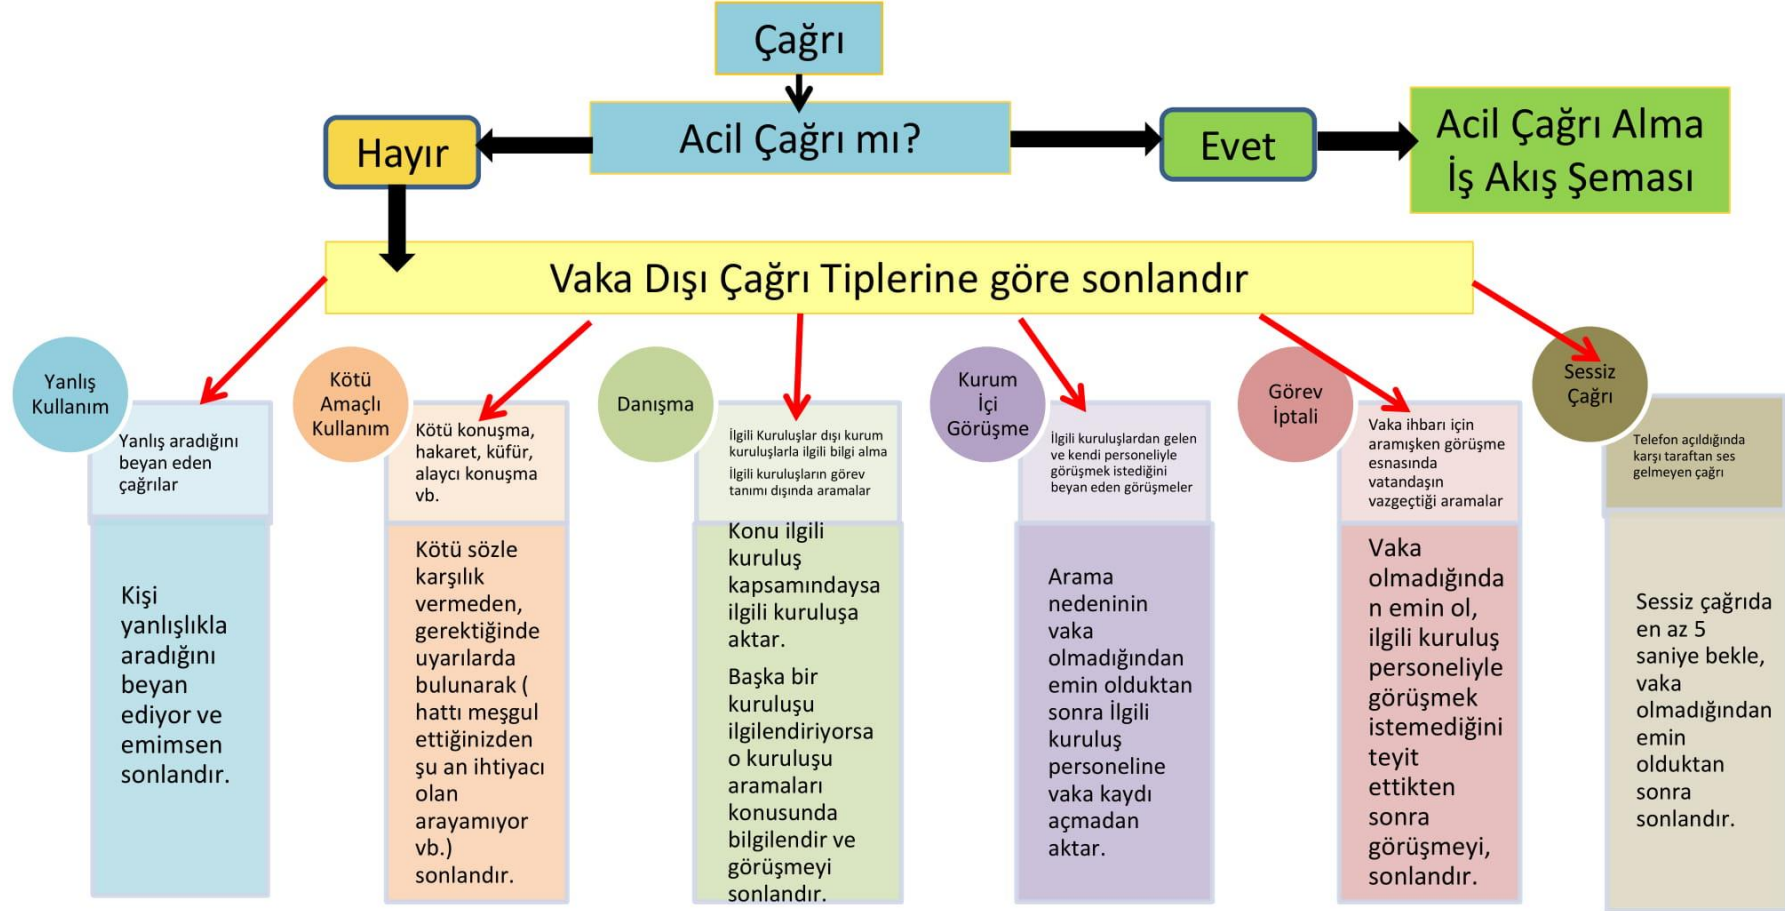 Çağrı
Acil Çağrı mı?
Hayır
Evet
Acil Çağrı Alma
İş Akış Şeması
Vaka Dışı Çağrı Tiplerine göre sonlandır
Yanlış
Kullanım
Yanlış aradığını
beyan eden
çağrılar
Kişi
yanlışlıkla
aradığını
beyan
ediyor ve
emimsen
sonlandır.
Kötü
Amaçlı
Kullanım
Kötü konuşma,
hakaret, küfür,
alaycı konuşma
vb.
Kötü sözle
karşılık
vermeden,
gerektiğinde
uyarılarda
bulunarak (
hattı meşgul
ettiğinizden
şu an ihtiyacı
olan
arayamıyor
vb.)
sonlandır.
Danışma
İlgili Kuruluşlar dışı kurum
kuruluşlarla ilgili bilgi alma
İlgili kuruluşların görev
tanımı dışında aramalar
Konu ilgili
kuruluş
kapsamındaysa
ilgili kuruluşa
aktar.
Başka bir
kuruluşu
ilgilendiriyorsa
o kuruluşu
aramaları
konusunda
bilgilendir ve
görüşmeyi
sonlandır.
Kurum
İçi
Görüşme
İlgili kuruluşlardan gelen
ve kendi personeliyle
görüşmek istediğini
beyan eden görüşmeler
Arama
nedeninin
vaka
olmadığından
emin olduktan
sonra İlgili
kuruluş
personeline
vaka kaydı
açmadan
aktar.
Görev
İptali
Vaka ihbarı için
aramışken görüşme
esnasında
vatandaşın
vazgeçtiği aramalar
Vaka
olmadığında
n emin ol,
ilgili kuruluş
personeliyle
görüşmek
istemediğini
teyit
ettikten
sonra
görüşmeyi,
sonlandır.
Sessiz
Çağrı
Telefon açıldığında
karşı taraftan ses
gelmeyen çağrı
Sessiz çağrıda
en az 5
saniye bekle,
vaka
olmadığından
emin
olduktan
sonra
sonlandır.